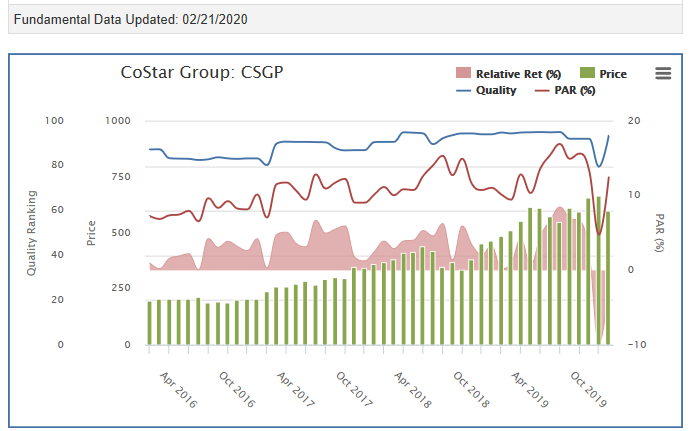 Fundamental Data Updated: 02/21/2020
CoStar Group: CSGP
Relative Ret (%)
Price
Quality
PAR (%)
100
80
60
40
20
0
Quality Ranking
1000
750
500
250
0
Price
20
10
0
-10
PAR (%)
Apr 2016
Oct 2016
Apr 2017
Oct 2017
Apr 2018
Oct 2018
Apr 2019
Oct 2019